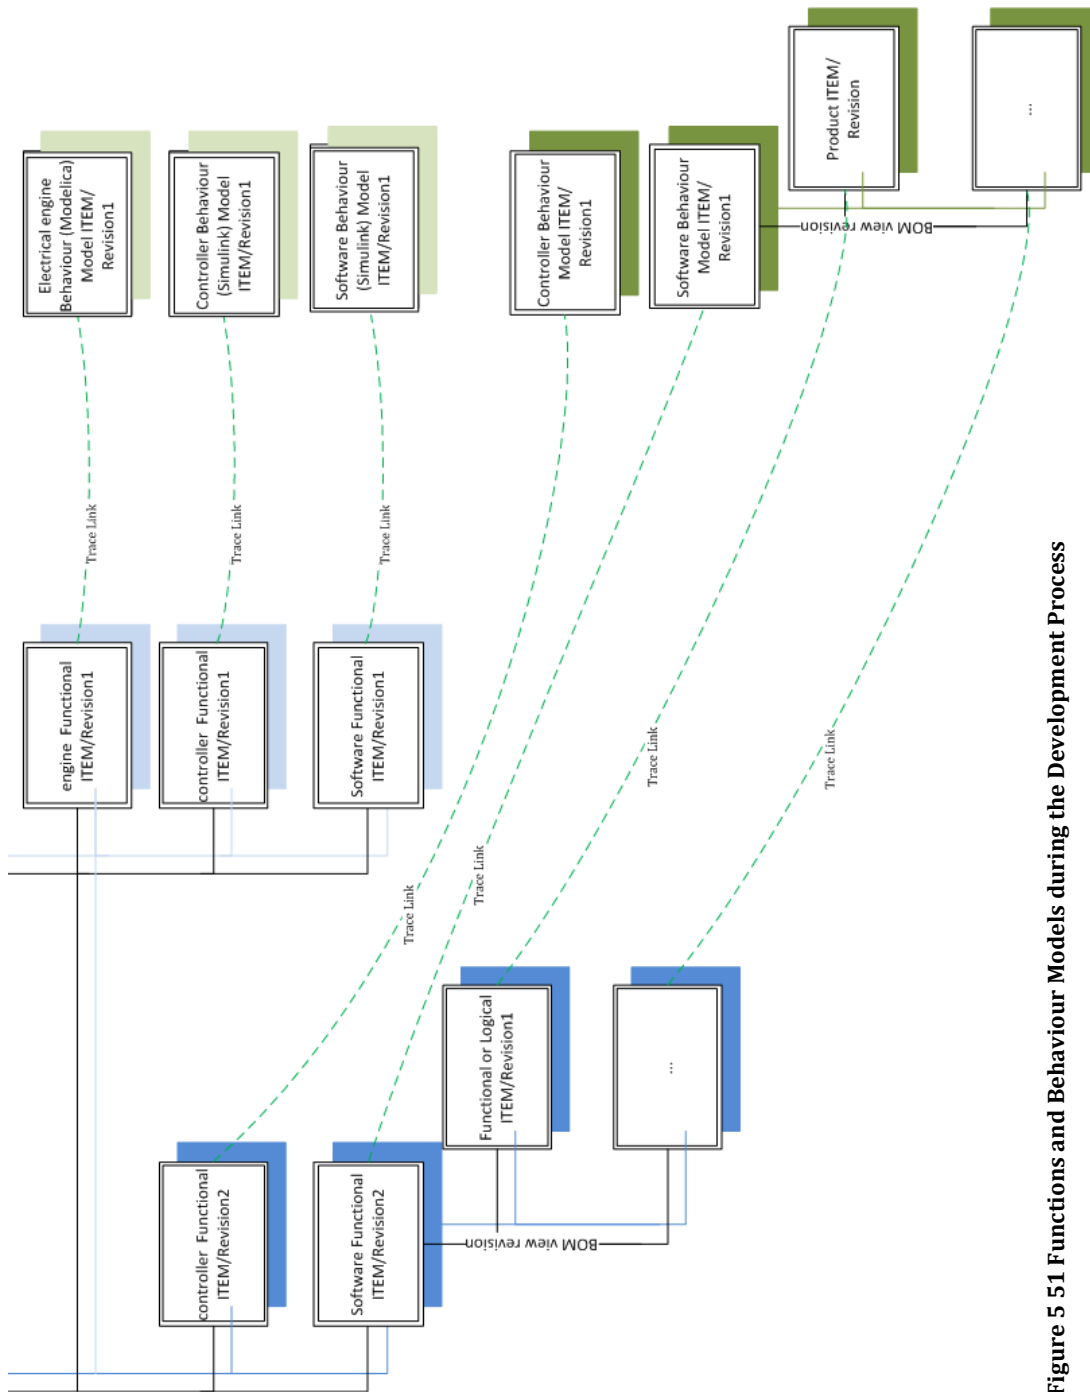 Electrical engine
Behaviour (Modelica)
Model ITEM/
Revision1
Controller Behaviour
(Simulink) Model
ITEM/Revision1
Software Behaviour
(Simulink) Model
ITEM/Revision1
Controller Behaviour
Model ITEM/
Revision1
Software Behaviour
Model ITEM/
Revision1
Product ITEM/
Revision
...
BOM view revision
Trace Link
Trace Link
Trace Link
engine Functional
ITEM/Revision1
controller Functional
ITEM/Revision1
Software Functional
ITEM/Revision1
Trace Link
Trace Link
Trace Link
Trace Link
controller Functional
ITEM/Revision2
Software Functional
ITEM/Revision2
Functional or Logical
ITEM/Revision1
...
BOM view revision
Figure 5 51 Functions and Behaviour Models during the Development Process